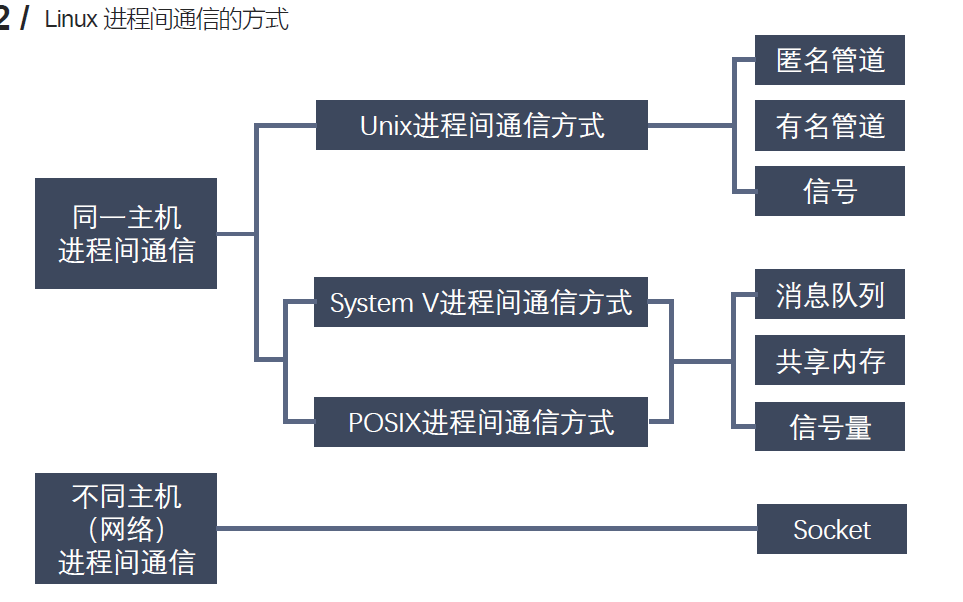 2 / Linux 进程间通信的方式
匿名管道
Unix进程间通信方式
有名管道
信号
同一主机
进程间通信
System V进程间通信方式
消息队列
共享内存
POSIX进程间通信方式
信号量
不同主机
（网络）
进程间通信
Socket